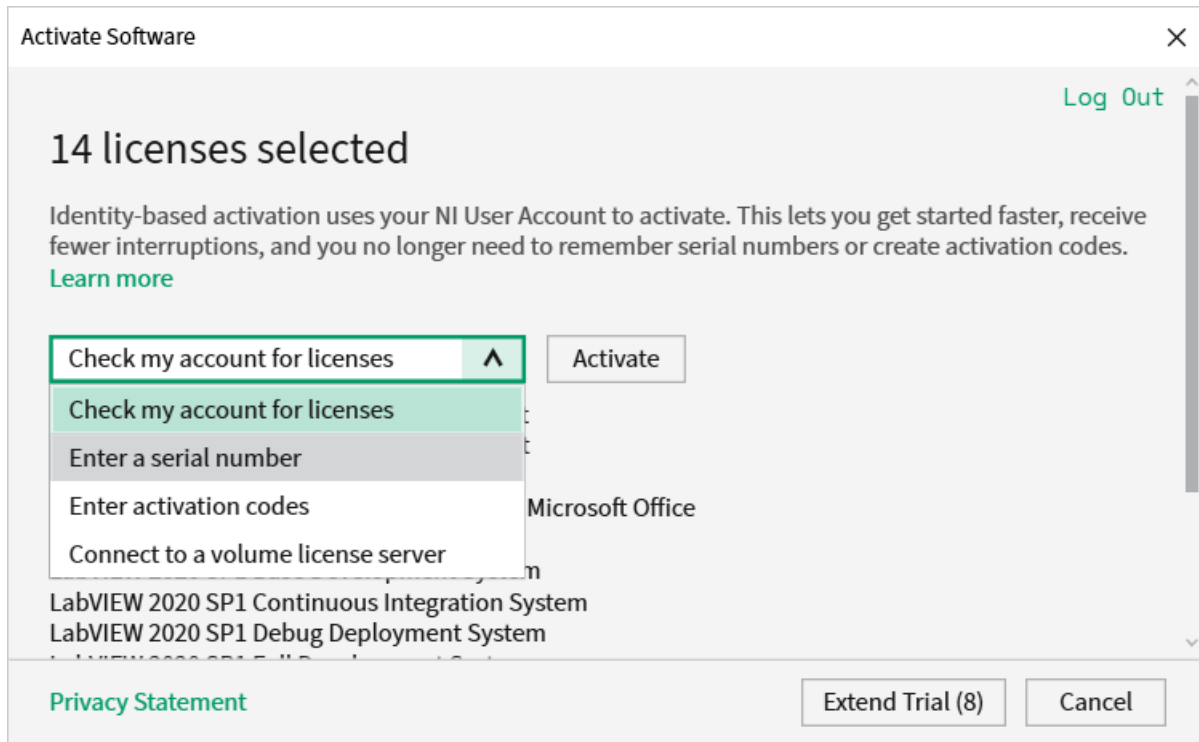 Activate Software
Log Out
14 licenses selected
Identity-based activation uses your NI User Account to activate. This lets you get started faster, receive
fewer interruptions, and you no longer need to remember serial numbers or create activation codes.
Learn more
Check my account for licenses
Activate
Check my account for licenses
Enter a serial number
Enter activation codes
Microsoft Office
Connect to a volume license server
LabVIEW 2020 SP1 Continuous Integration System
LabVIEW 2020 SP1 Debug Deployment System
Privacy Statement
Extend Trial (8)
Cancel